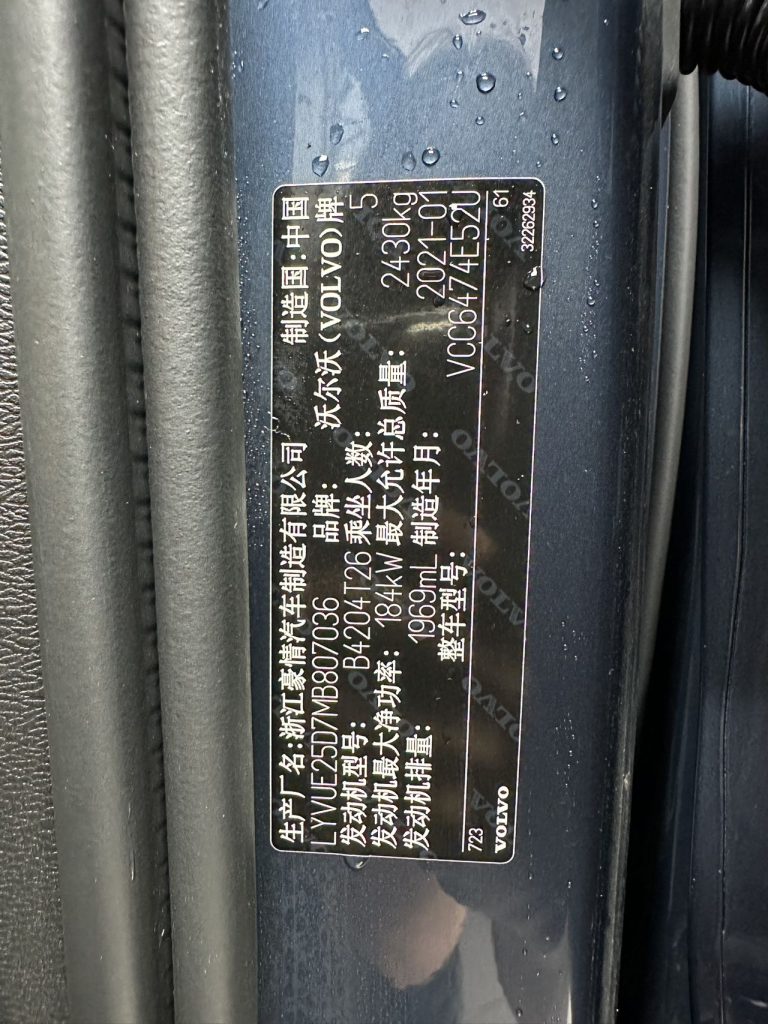 生产厂名:浙江豪情汽车制造有限公司 制造国:中国
LYVUE25D7MB807036 品牌: 沃尔沃(VOLVO)牌
发动机型号: B4204T26 乘坐人数: 5
发动机最大净功率: 184kW 最大允许总质量: 2430kg
发动机排量: 1969mL 制造年月: 2021-01
整车型号: VCC6474E52U
723 61
VOLVO 32262934